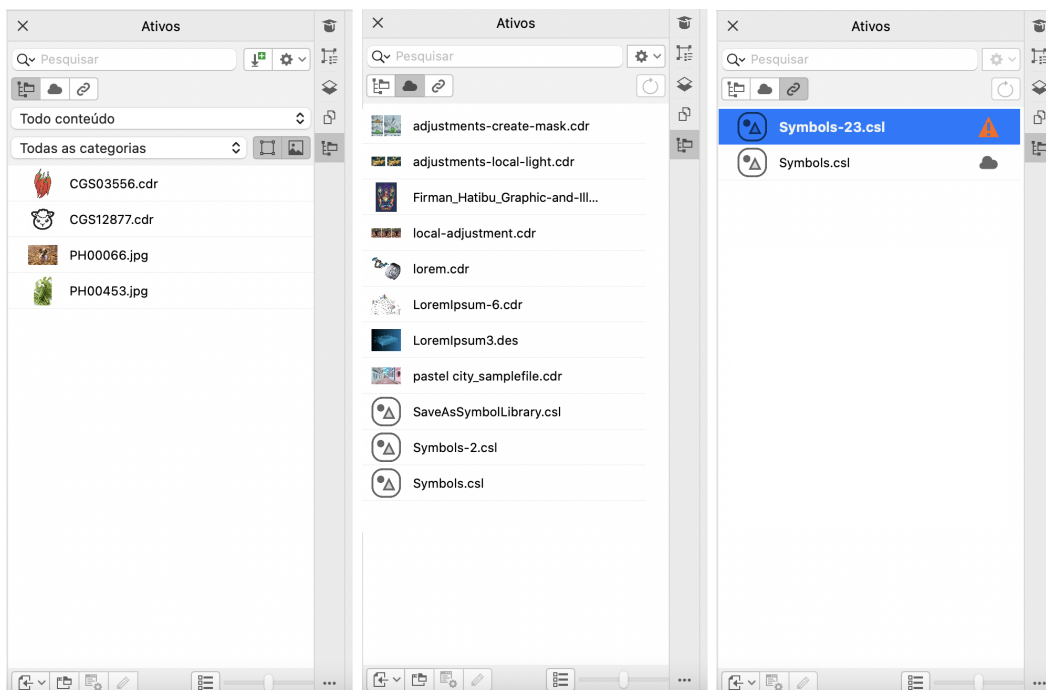 Ativos
Pesquisar
Todo conteúdo
Todas as categorias
CGS03556.cdr
CGS12877.cdr
PH00066.jpg
PH00453.jpg
Ativos
Pesquisar
adjustments-create-mask.cdr
adjustments-local-light.cdr
Firman_Hatibu_Graphic-and-Ill...
local-adjustment.cdr
lorem.cdr
LoremIpsum-6.cdr
LoremIpsum3.des
pastel city_samplefile.cdr
SaveAsSymbolLibrary.csl
Symbols-2.csl
Symbols.csl
Ativos
Pesquisar
Symbols-23.csl
Symbols.csl